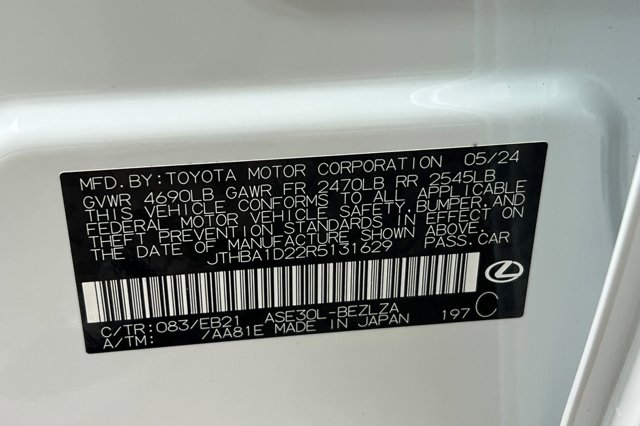 MFD. BY: TOYOTA MOTOR CORPORATION 05/24
GVWR 4690LB GAWR FR 2470LB RR 2545LB
THIS VEHICLE CONFORMS TO ALL APPLICABLE
FEDERAL MOTOR VEHICLE SAFETY, BUMPER, AND
THEFT PREVENTION STANDARDS IN EFFECT ON
THE DATE OF MANUFACTURE SHOWN ABOVE.
JTHBA1D22R5131629 PASS. CAR
C/TR: 083/EB21 ASE30L-BEZLZA 197 C
A/TM: /AA81E MADE IN JAPAN